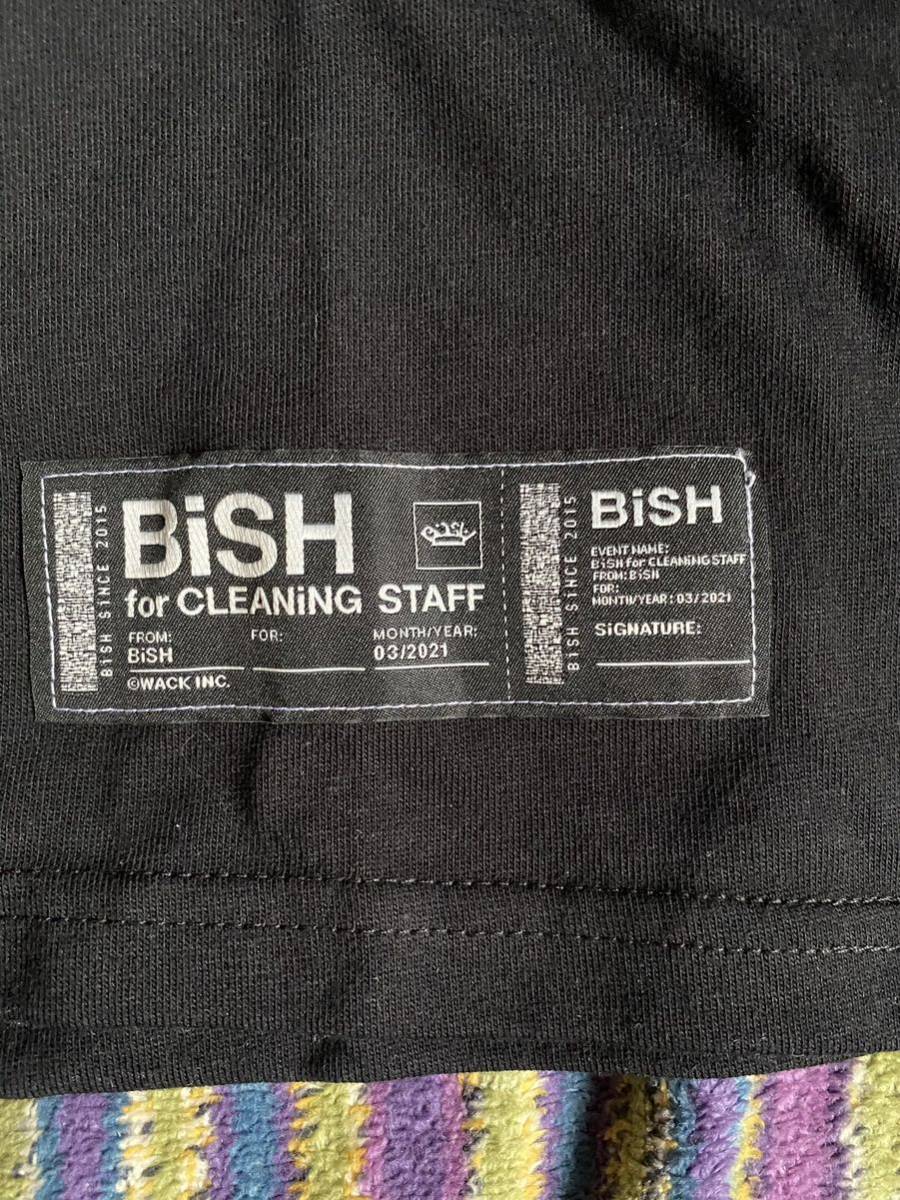 BiSH SiNCE 2015
BiSH
for CLEANiNG STAFF
FROM:
BiSH
FOR:
MONTH/YEAR:
03/2021
©WACK INC.
BiSH SiNCE 2015
BiSH
EVENT NAME:
BiSH for CLEANiNG STAFF
FROM: BiSH
FOR:
MONTH/YEAR: 03/2021
SiGNATURE: